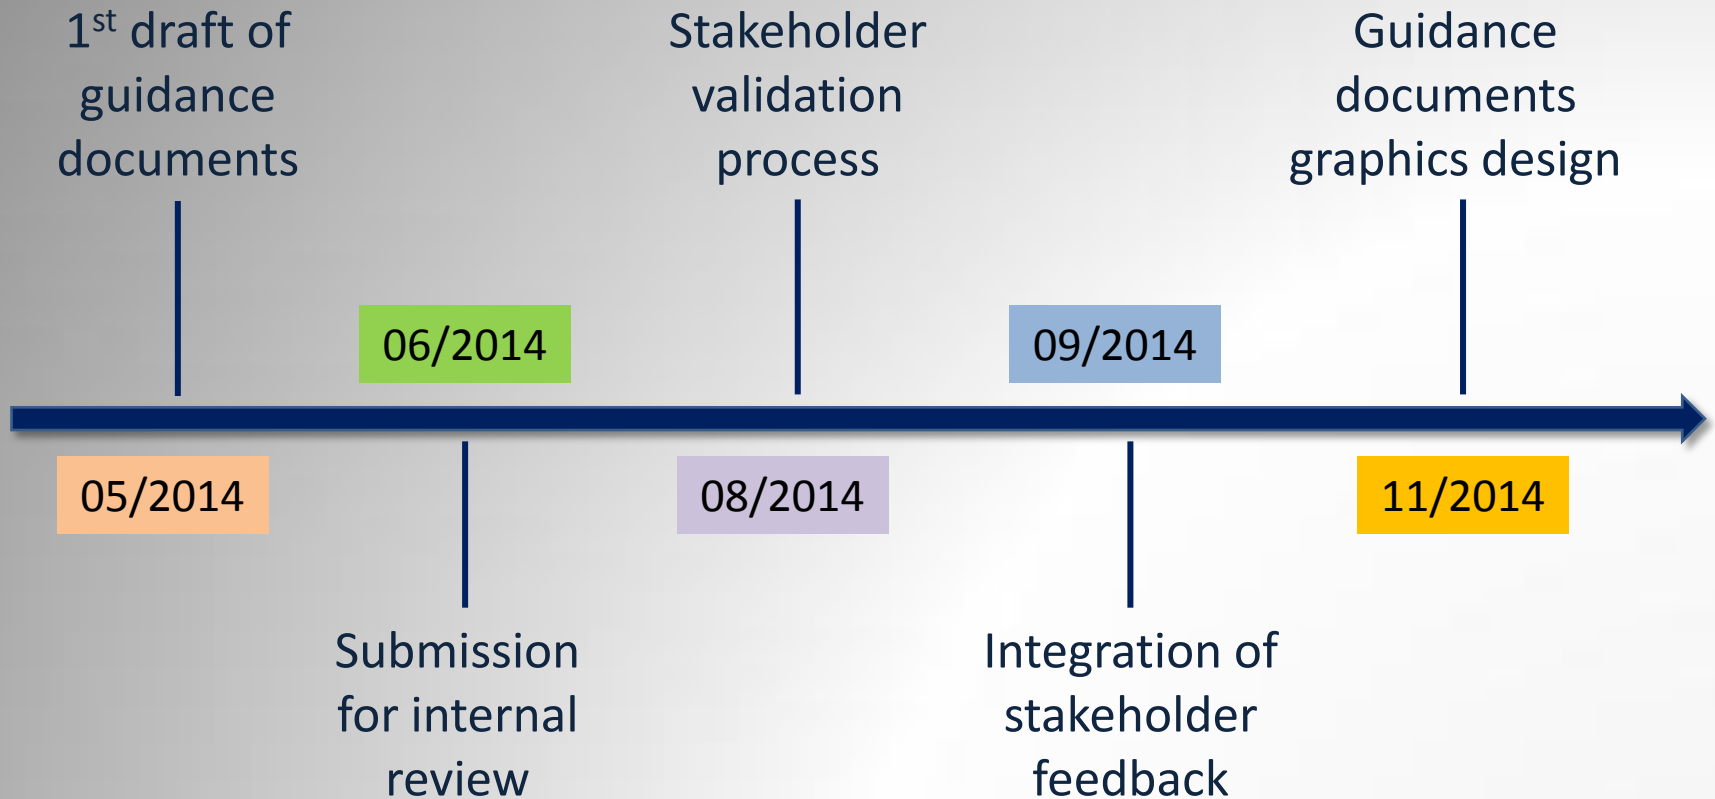 1st draft of
guidance
documents
Stakeholder
validation
process
Guidance
documents
graphics design
06/2014
09/2014
05/2014
08/2014
11/2014
Submission
for internal
review
Integration of
stakeholder
feedback